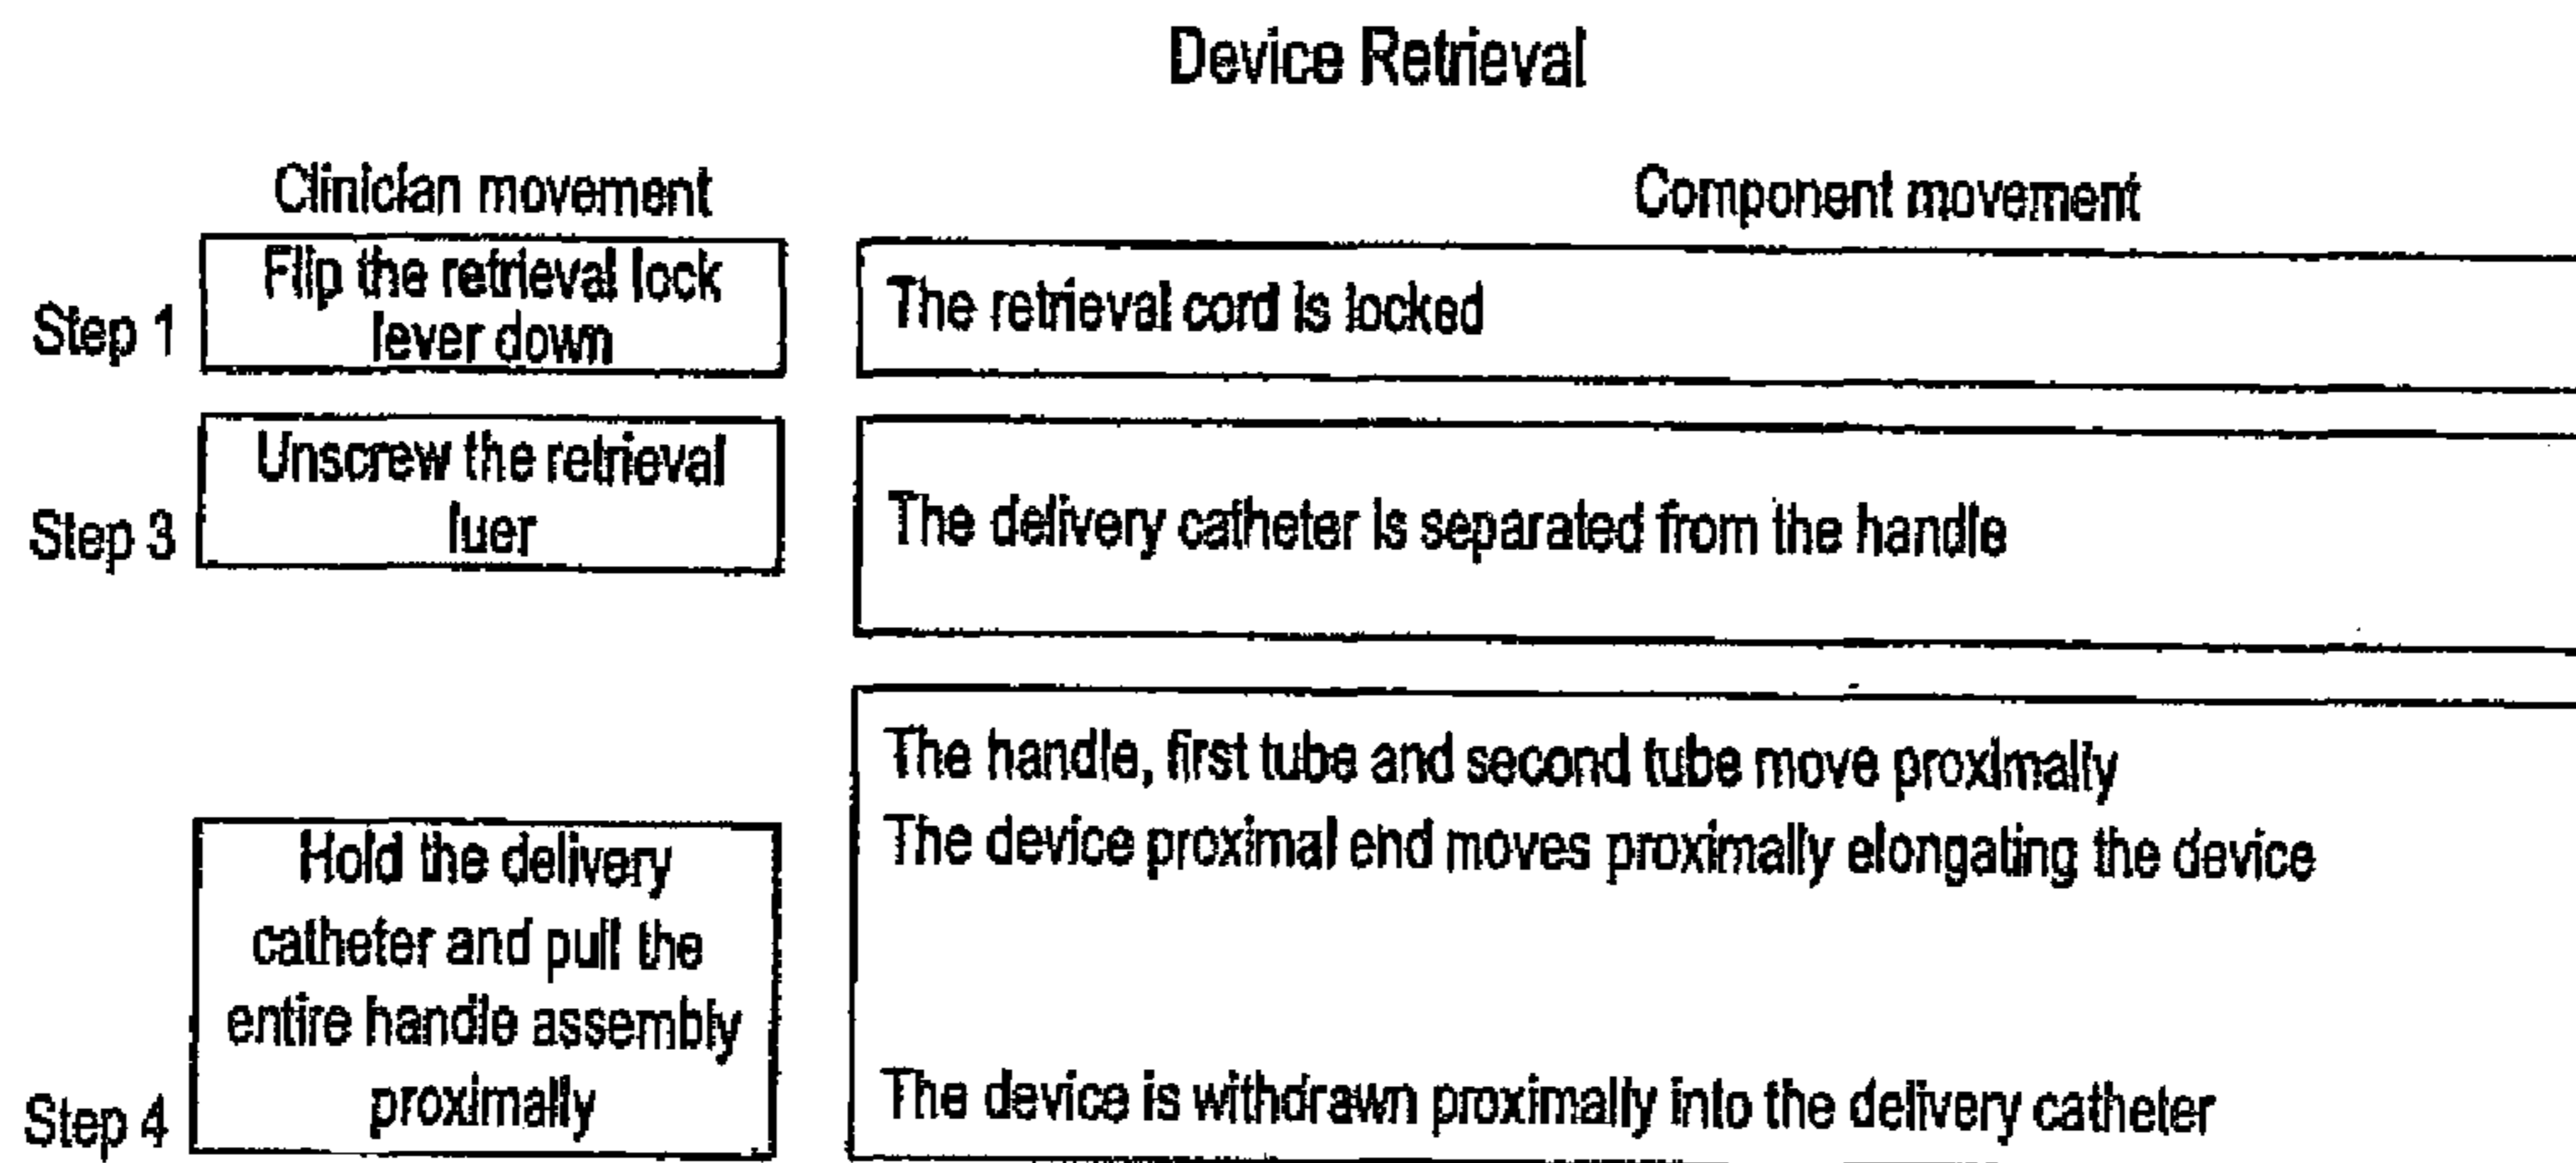 Device Retrieval
Clinician movement
Component movement
Step 1
Flip the retrieval lock
lever down
The retrieval cord is locked
Step 3
Unscrew the retrieval
luer
The delivery catheter is separated from the handle
Step 4
Hold the delivery
catheter and pull the
entire handle assembly
proximally
The handle, first tube and second tube move proximally
The device proximal end moves proximally elongating the device
The device is withdrawn proximally into the delivery catheter